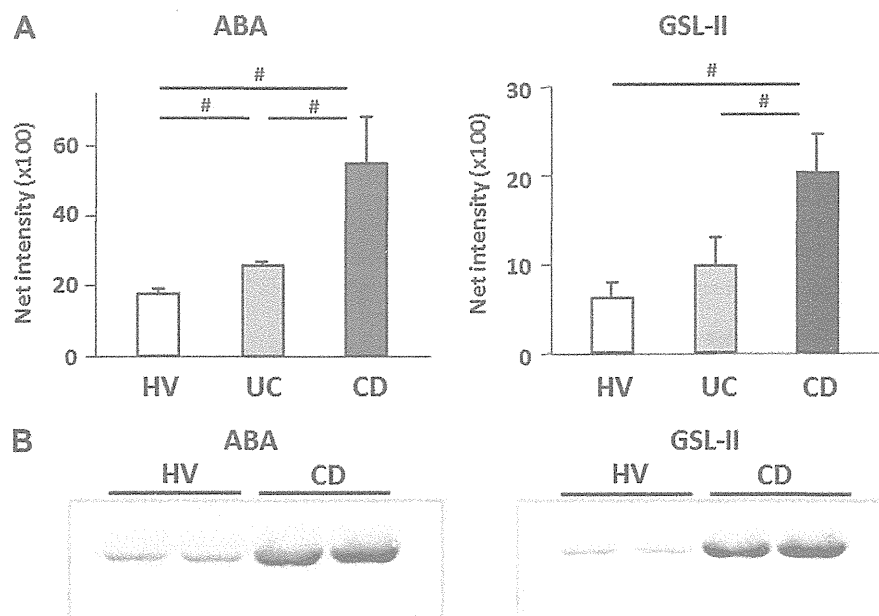 A
ABA
GSL-II
#
#
#
Net intensity (x100)
60
40
20
0
HV UC CD
#
#
Net intensity (x100)
30
20
10
0
HV UC CD
B
ABA
HV CD
GSL-II
HV CD